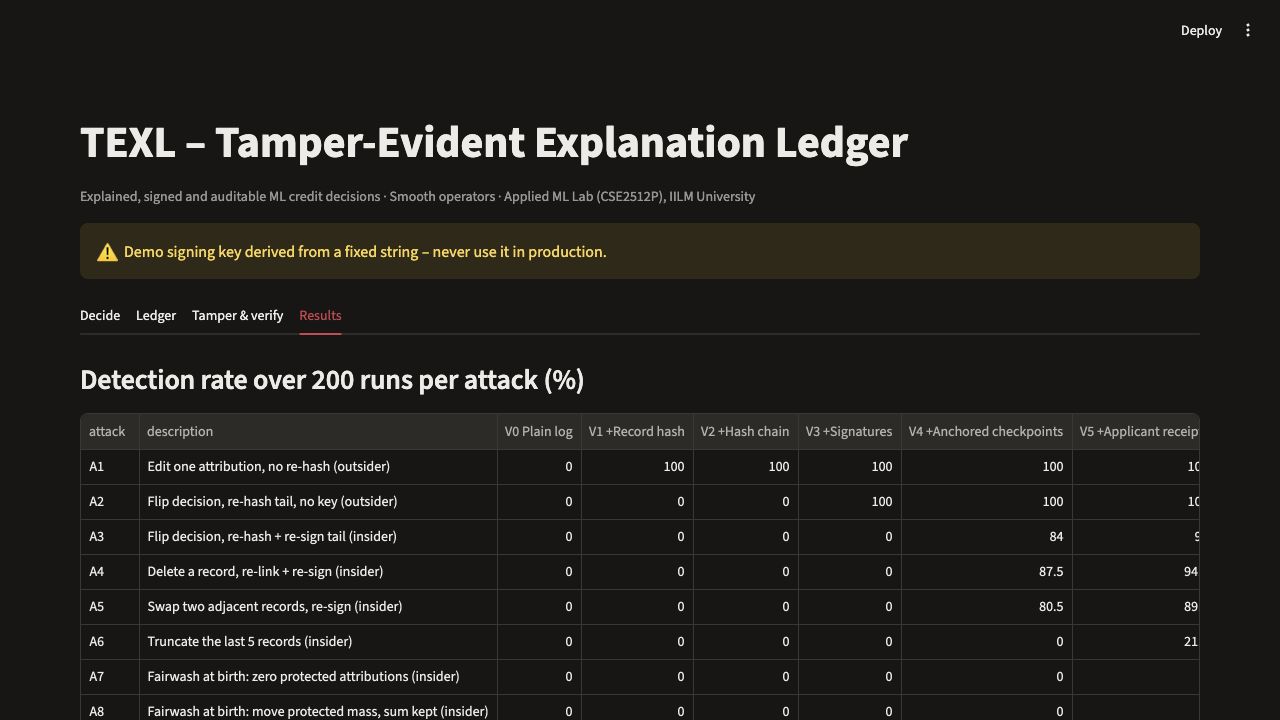 Deploy
TEXL – Tamper-Evident Explanation Ledger
Explained, signed and auditable ML credit decisions · Smooth operators · Applied ML Lab (CSE2512P), IILM University
⚠️ Demo signing key derived from a fixed string – never use it in production.
Decide Ledger Tamper & verify Results
Detection rate over 200 runs per attack (%)
attack description V0 Plain log V1 +Record hash V2 +Hash chain V3 +Signatures V4 +Anchored checkpoints V5 +Applicant
A1 Edit one attribution, no re-hash (outsider) 0 100 100 100 100
A2 Flip decision, re-hash tail, no key (outsider) 0 0 0 100 100
A3 Flip decision, re-hash + re-sign tail (insider) 0 0 0 0 84
A4 Delete a record, re-link + re-sign (insider) 0 0 0 0 87.5
A5 Swap two adjacent records, re-sign (insider) 0 0 0 0 80.5
A6 Truncate the last 5 records (insider) 0 0 0 0 0
A7 Fairwash at birth: zero protected attributions (insider) 0 0 0 0 0
A8 Fairwash at birth: move protected mass, sum kept (insider) 0 0 0 0 0